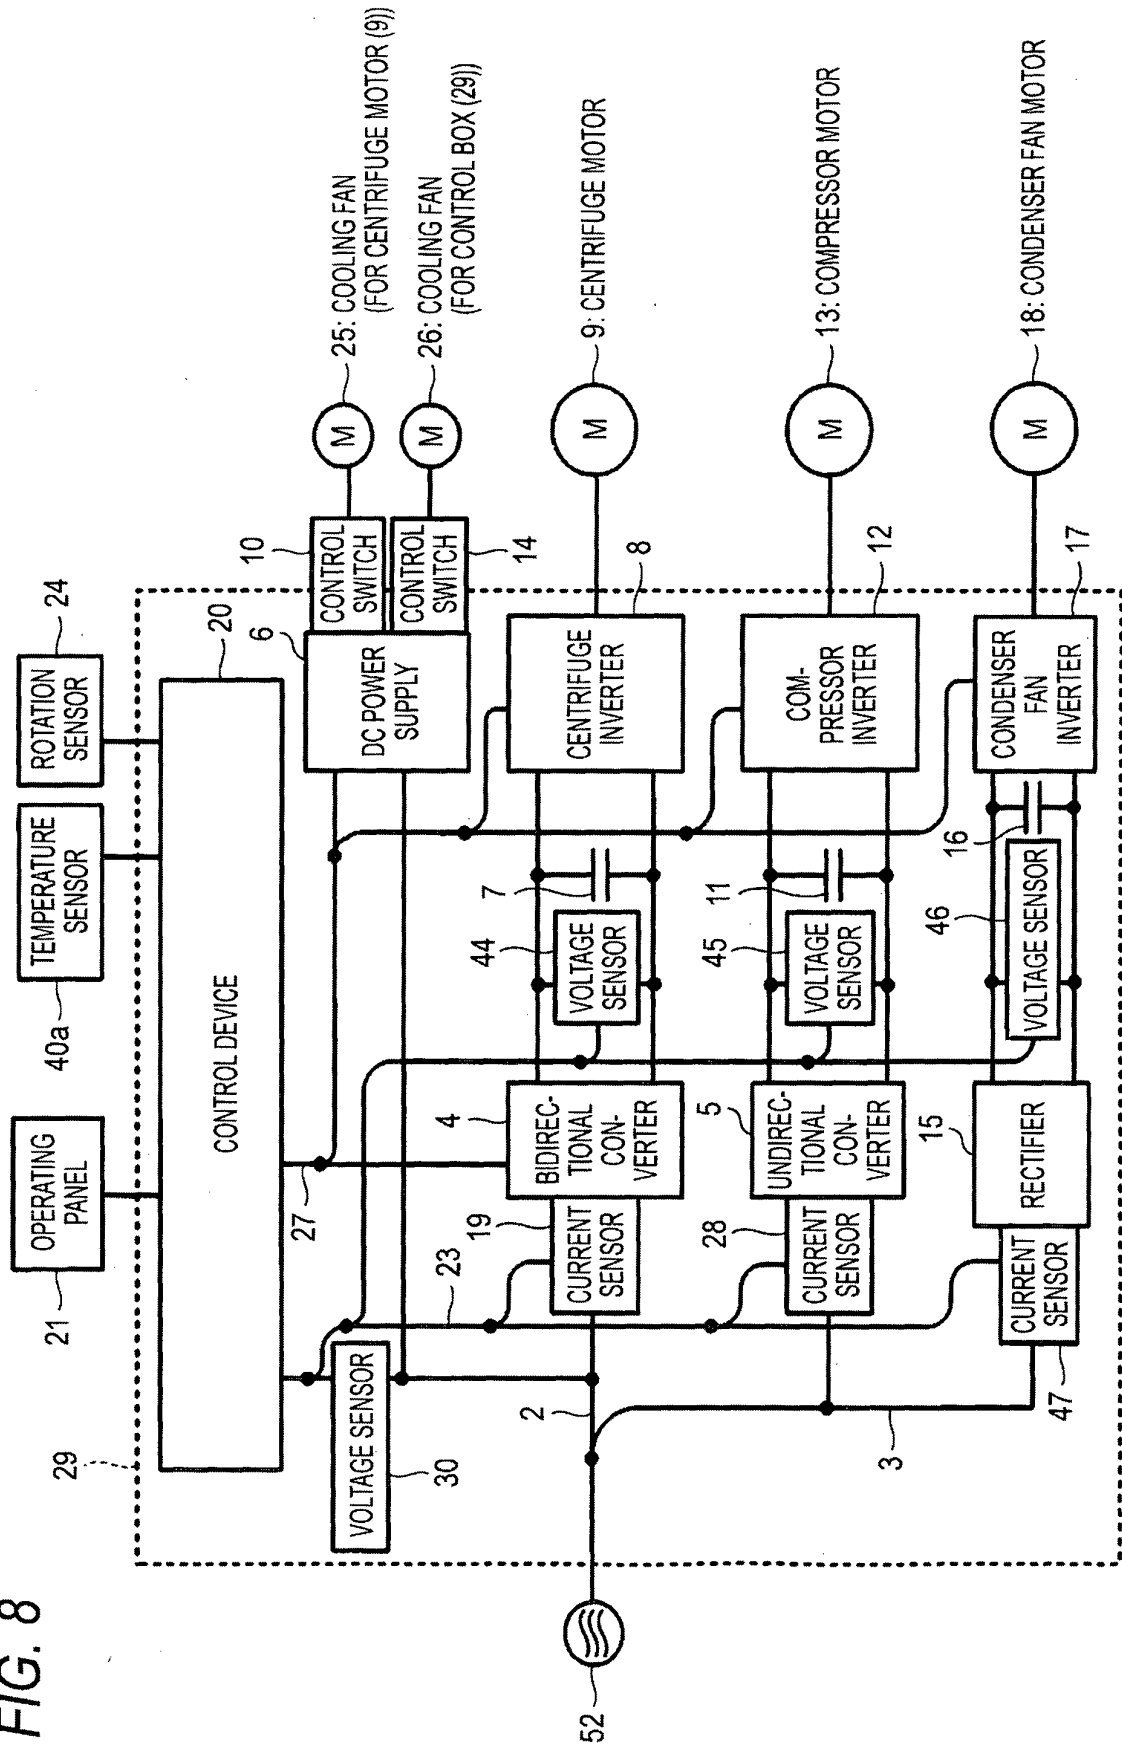 FIG. 8
21
OPERATING
PANEL
40a
TEMPERATURE
SENSOR
24
ROTATION
SENSOR
29
20
CONTROL DEVICE
27
23
VOLTAGE SENSOR
30
6
DC POWER
SUPPLY
10
CONTROL
SWITCH
CONTROL
SWITCH
14
M
25: COOLING FAN
(FOR CENTRIFUGE MOTOR (9))
M
26: COOLING FAN
(FOR CONTROL BOX (29))
52
2
3
19
CURRENT
SENSOR
4
BIDIREC-
TIONAL
CON-
VERTER
44
VOLTAGE
SENSOR
7
CENTRIFUGE
INVERTER
8
M
9: CENTRIFUGE MOTOR
28
CURRENT
SENSOR
5
UNDIREC-
TIONAL
CON-
VERTER
45
VOLTAGE
SENSOR
11
COM-
PRESSOR
INVERTER
12
M
13: COMPRESSOR MOTOR
47
CURRENT
SENSOR
15
RECTIFIER
46
VOLTAGE SENSOR
16
CONDENSER
FAN
INVERTER
17
M
18: CONDENSER FAN MOTOR